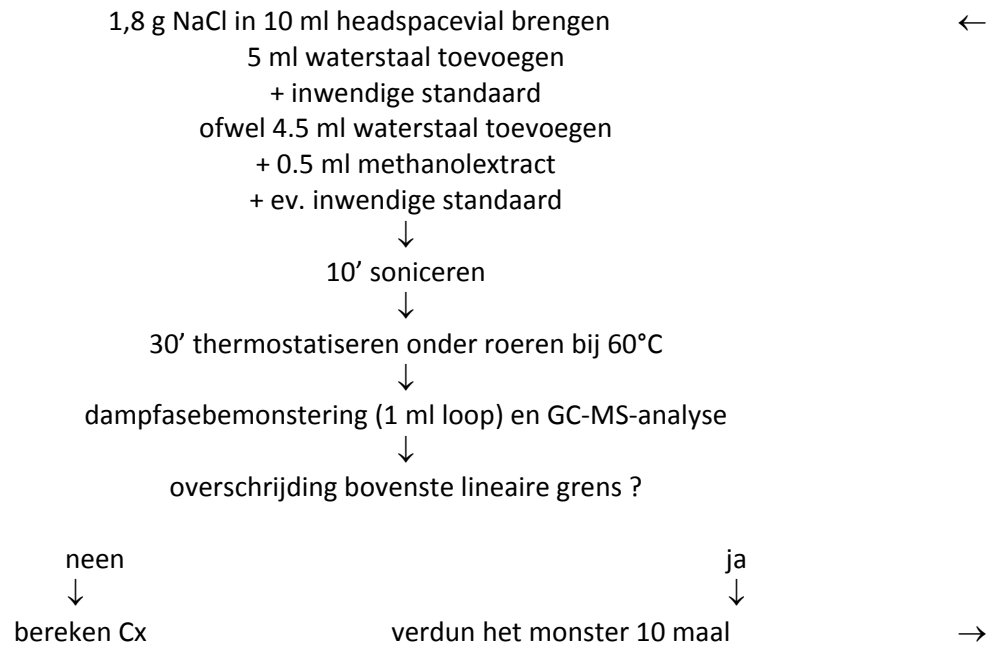 1,8 g NaCl in 10 ml headspacevial brengen ←
5 ml waterstaal toevoegen
+ inwendige standaard
ofwel 4.5 ml waterstaal toevoegen
+ 0.5 ml methanolextract
+ ev. inwendige standaard
↓
10’ soniceren
↓
30’ thermostatiseren onder roeren bij 60°C
↓
dampfasebemonstering (1 ml loop) en GC-MS-analyse
↓
overschrijding bovenste lineaire grens ?
neen ja
↓ ↓
bereken Cx verdun het monster 10 maal →